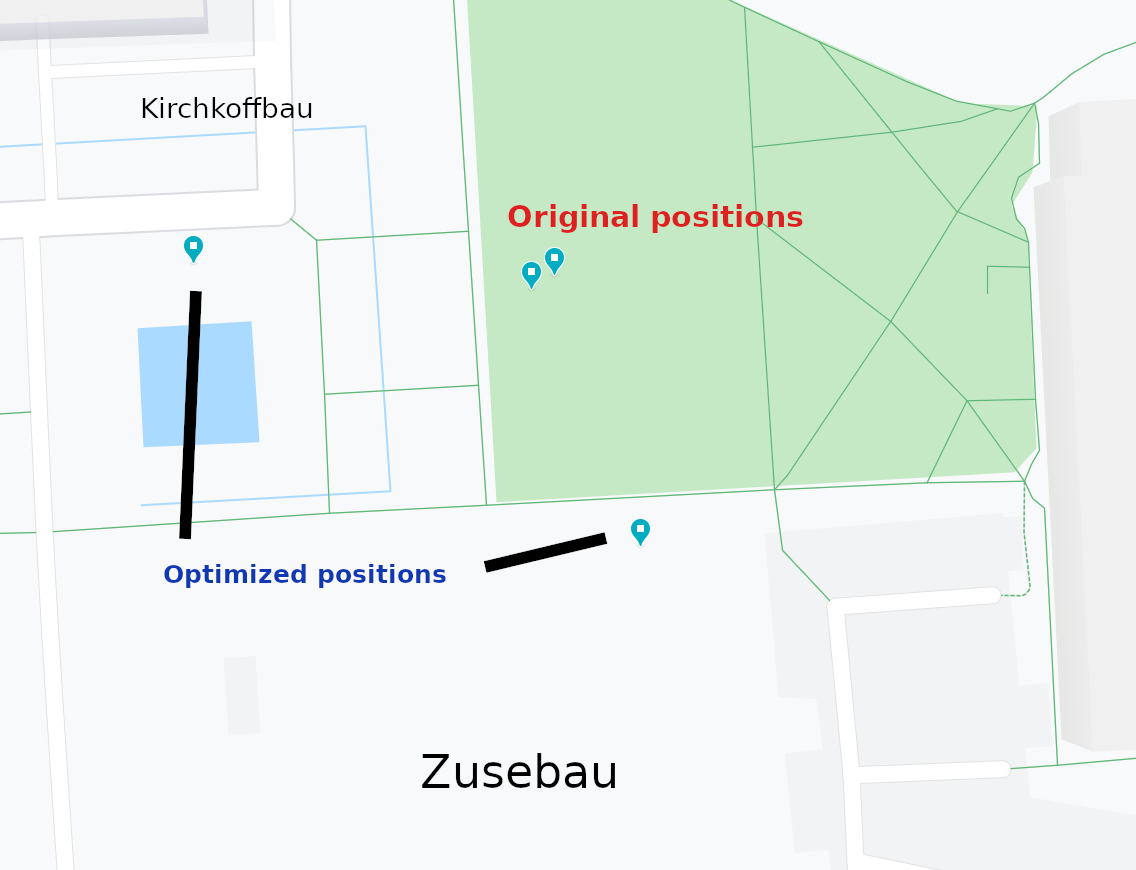 Kirchkoffbau
Original positions
Optimized positions
Zusebau